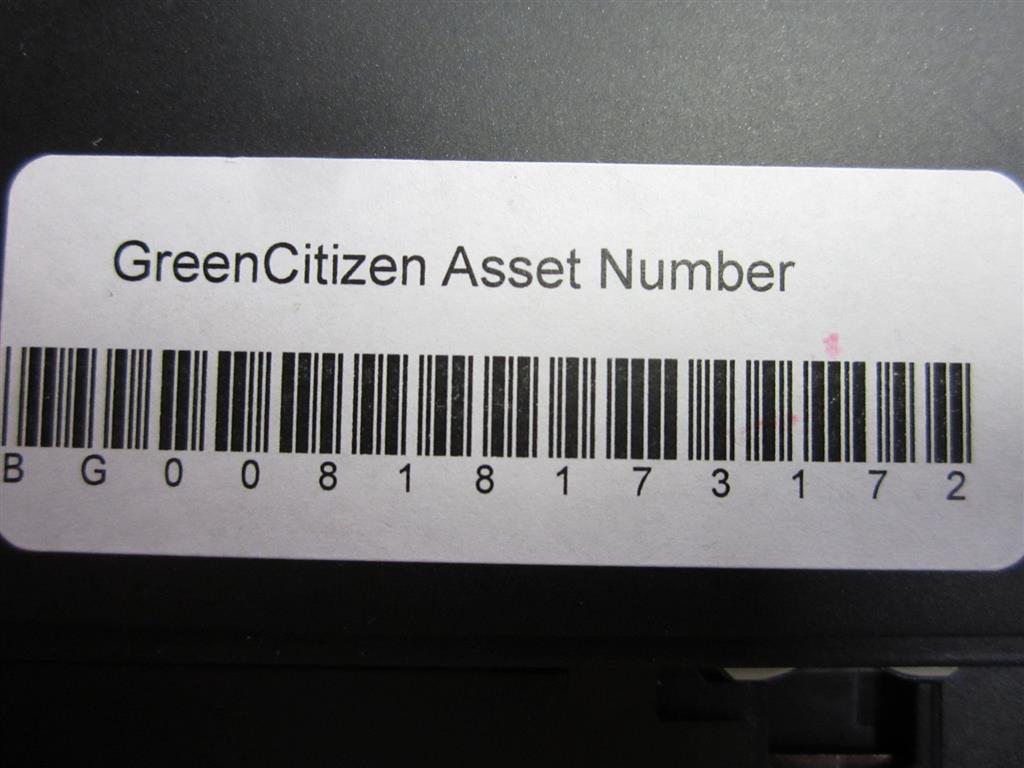 GreenCitizen Asset Number
B G 0 0 8 1 8 1 7 3 1 7 2